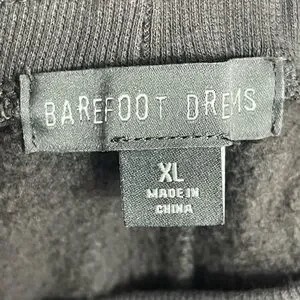 BAREFOOT DREMS
XL
MADE IN
CHINA